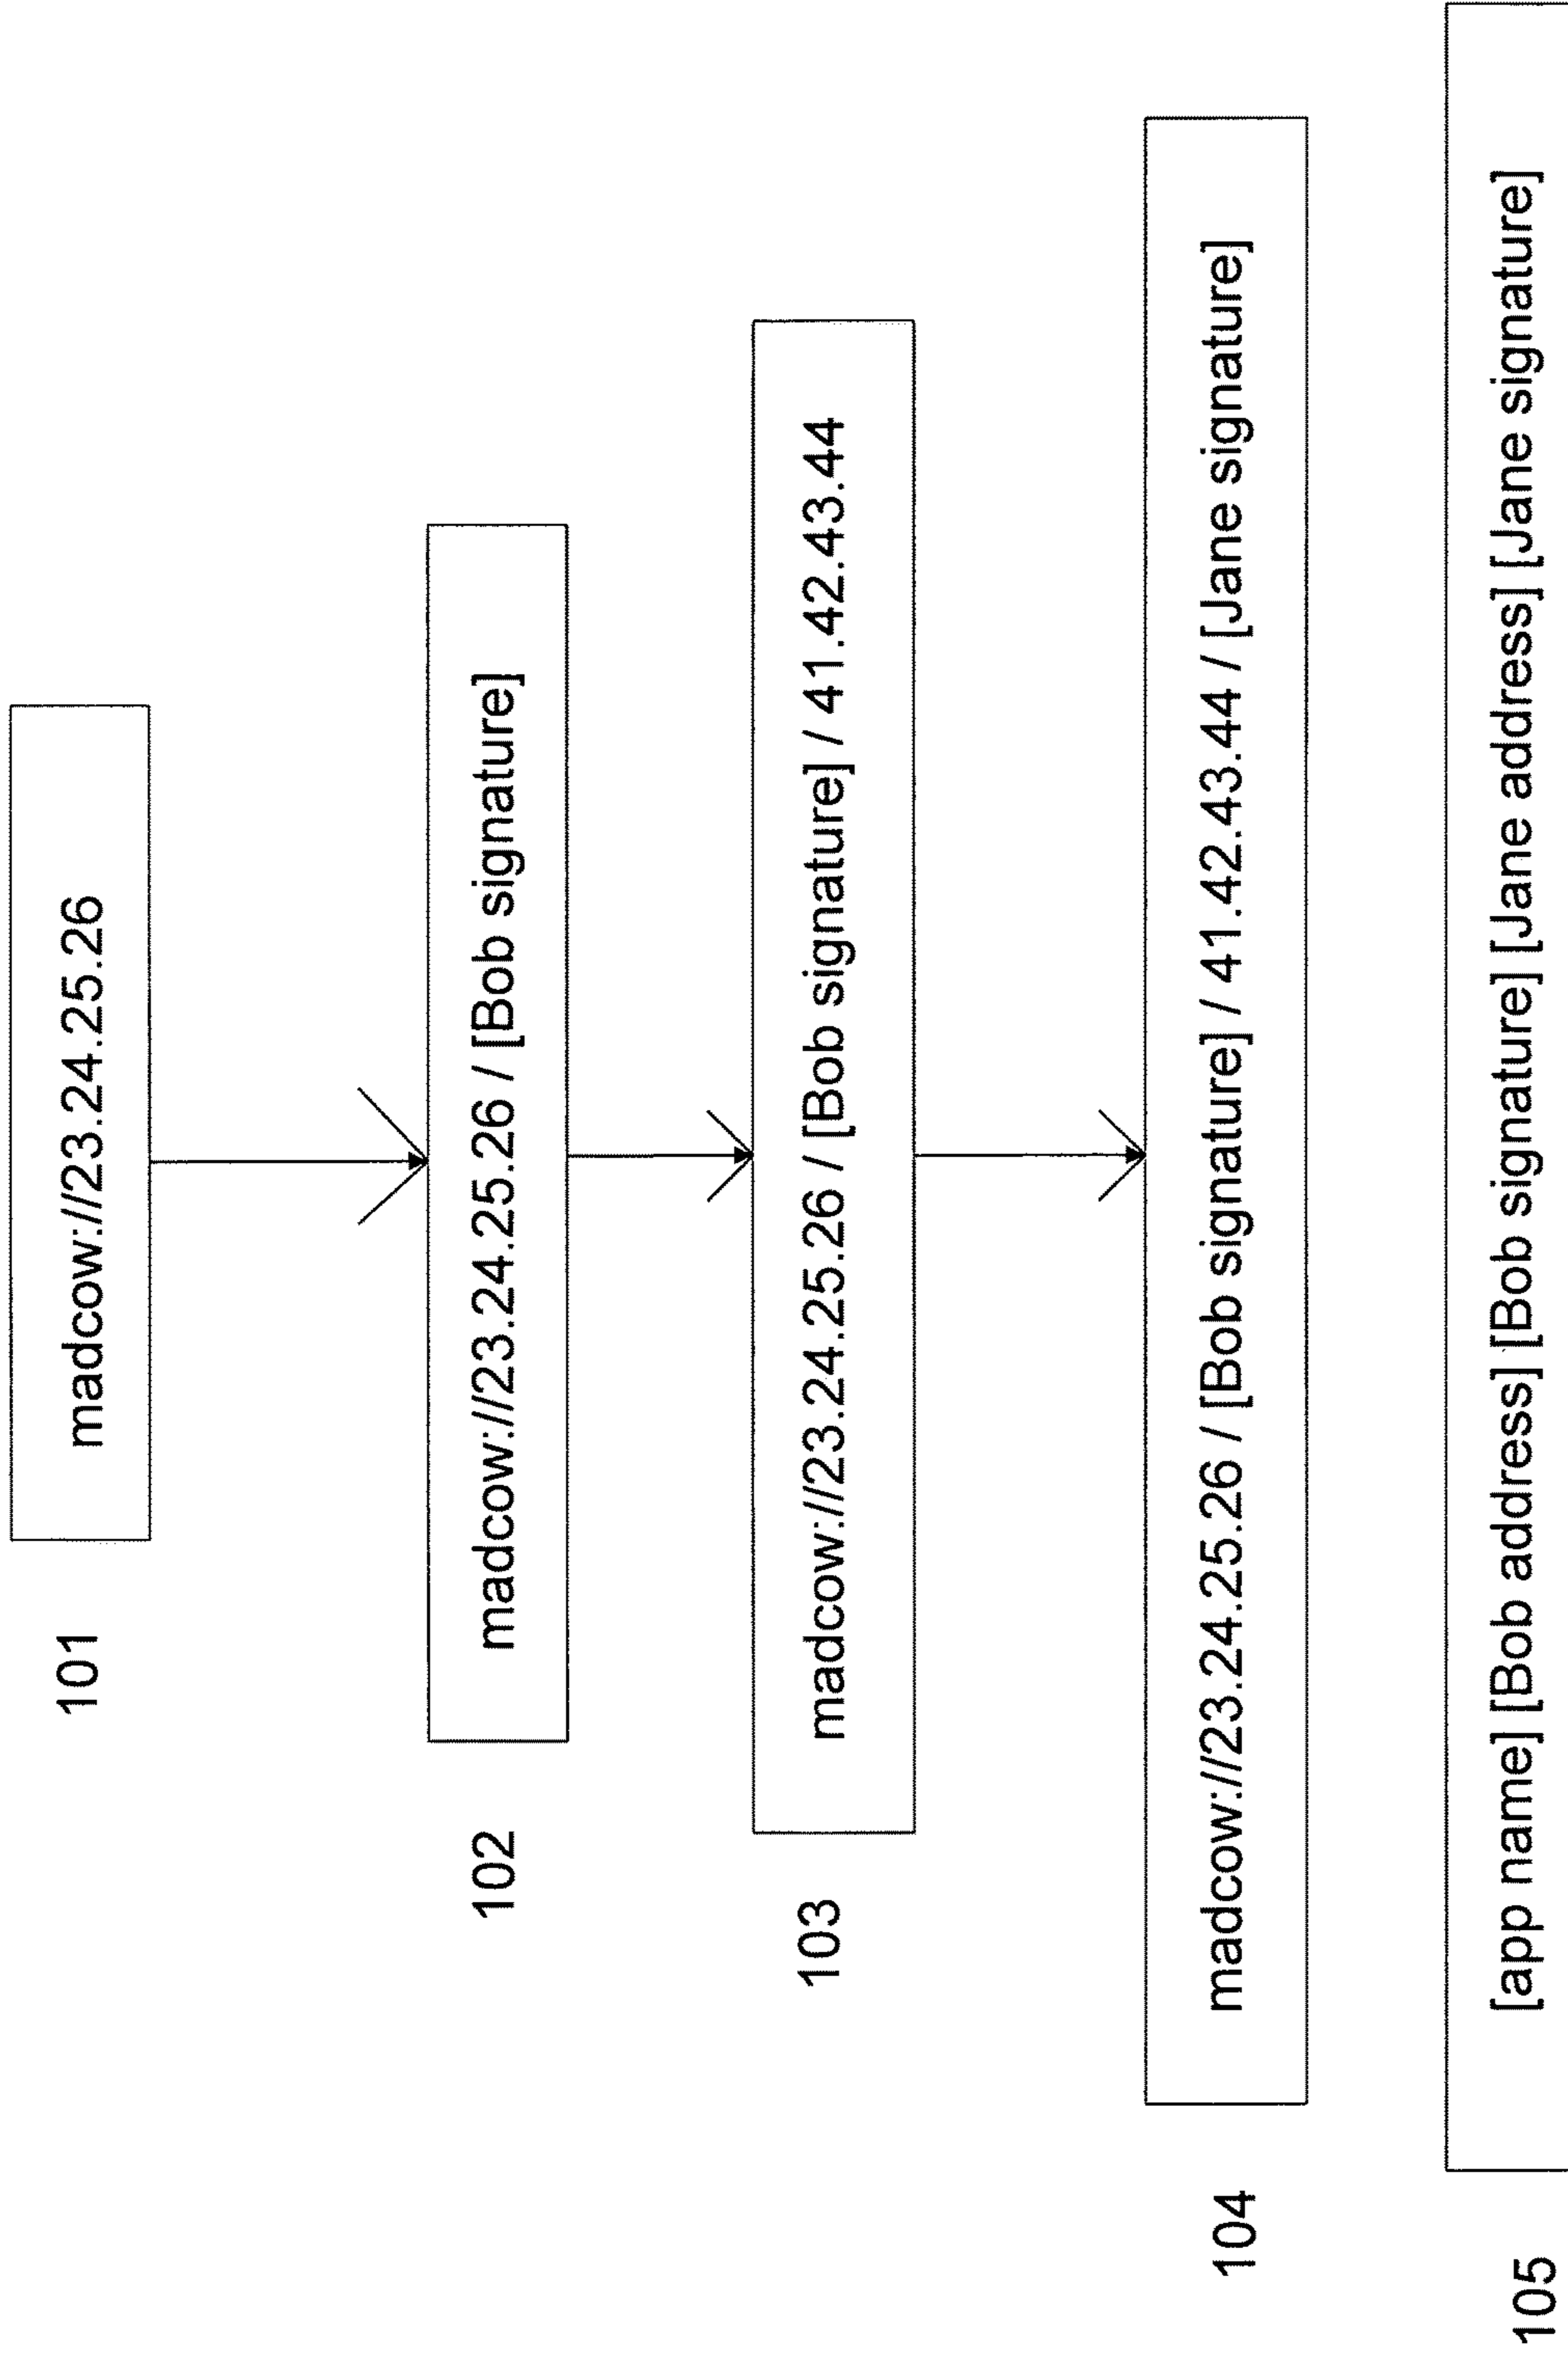 101
madcow://23.24.25.26
102
madcow://23.24.25.26 / [Bob signature]
103
madcow://23.24.25.26 / [Bob signature] / 41.42.43.44
104
madcow://23.24.25.26 / [Bob signature] / 41.42.43.44 / [Jane signature]
105
[app name] [Bob address] [Bob signature] [Jane address] [Jane signature]